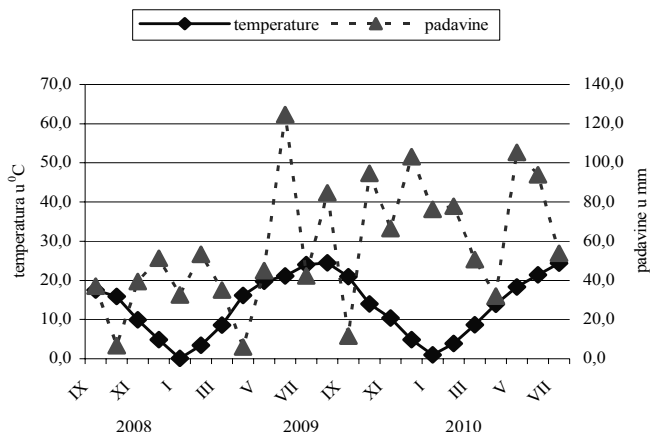 temperature padavine
70,0 140,0
60,0 120,0
50,0 100,0
40,0 80,0
30,0 60,0
20,0 40,0
10,0 20,0
0,0 0,0
temperatura u ⁰C
padavine u mm
IX XI I III V VII IX XI I III V VII
2008 2009 2010